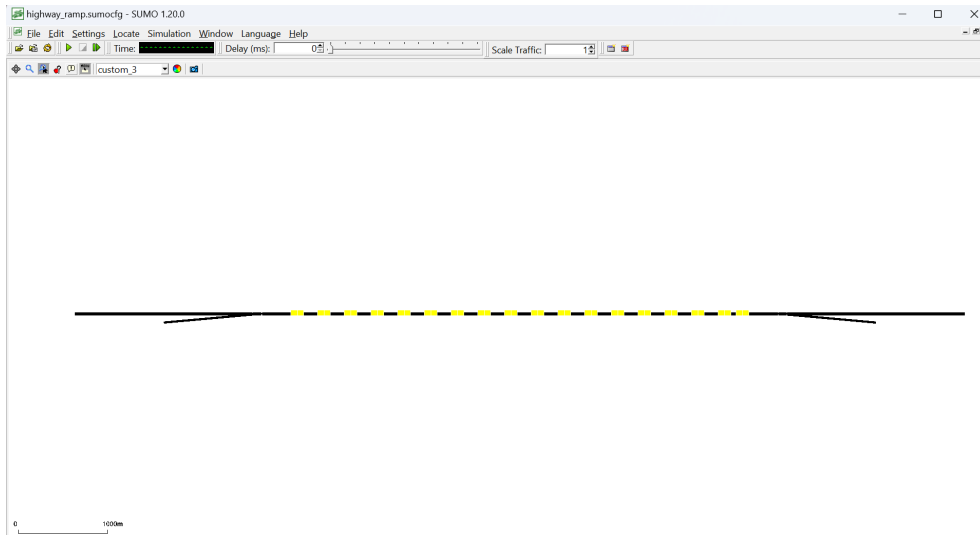 highway_ramp.sumocfg - SUMO 1.20.0
File Edit Settings Locate Simulation Window Language Help
Time: Delay (ms): 0 Scale Traffic: 1
custom_3
0 1000m